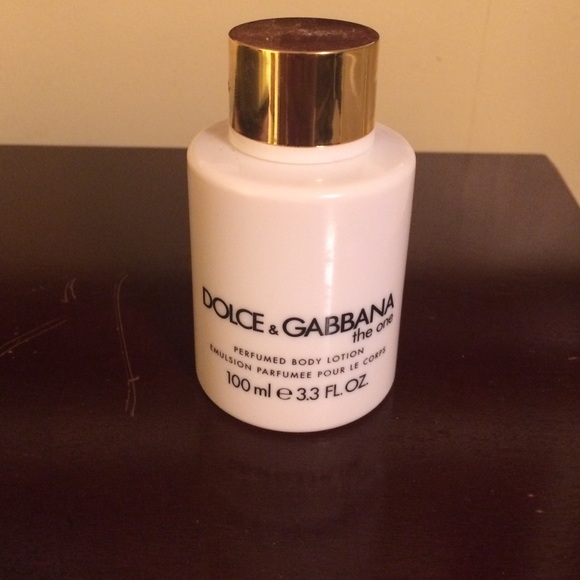 DOLCE & GABBANA
the one
PERFUMED BODY LOTION
EMULSION PARFUMEE POUR LE CORPS
100 ml ℮ 3.3 FL. OZ.